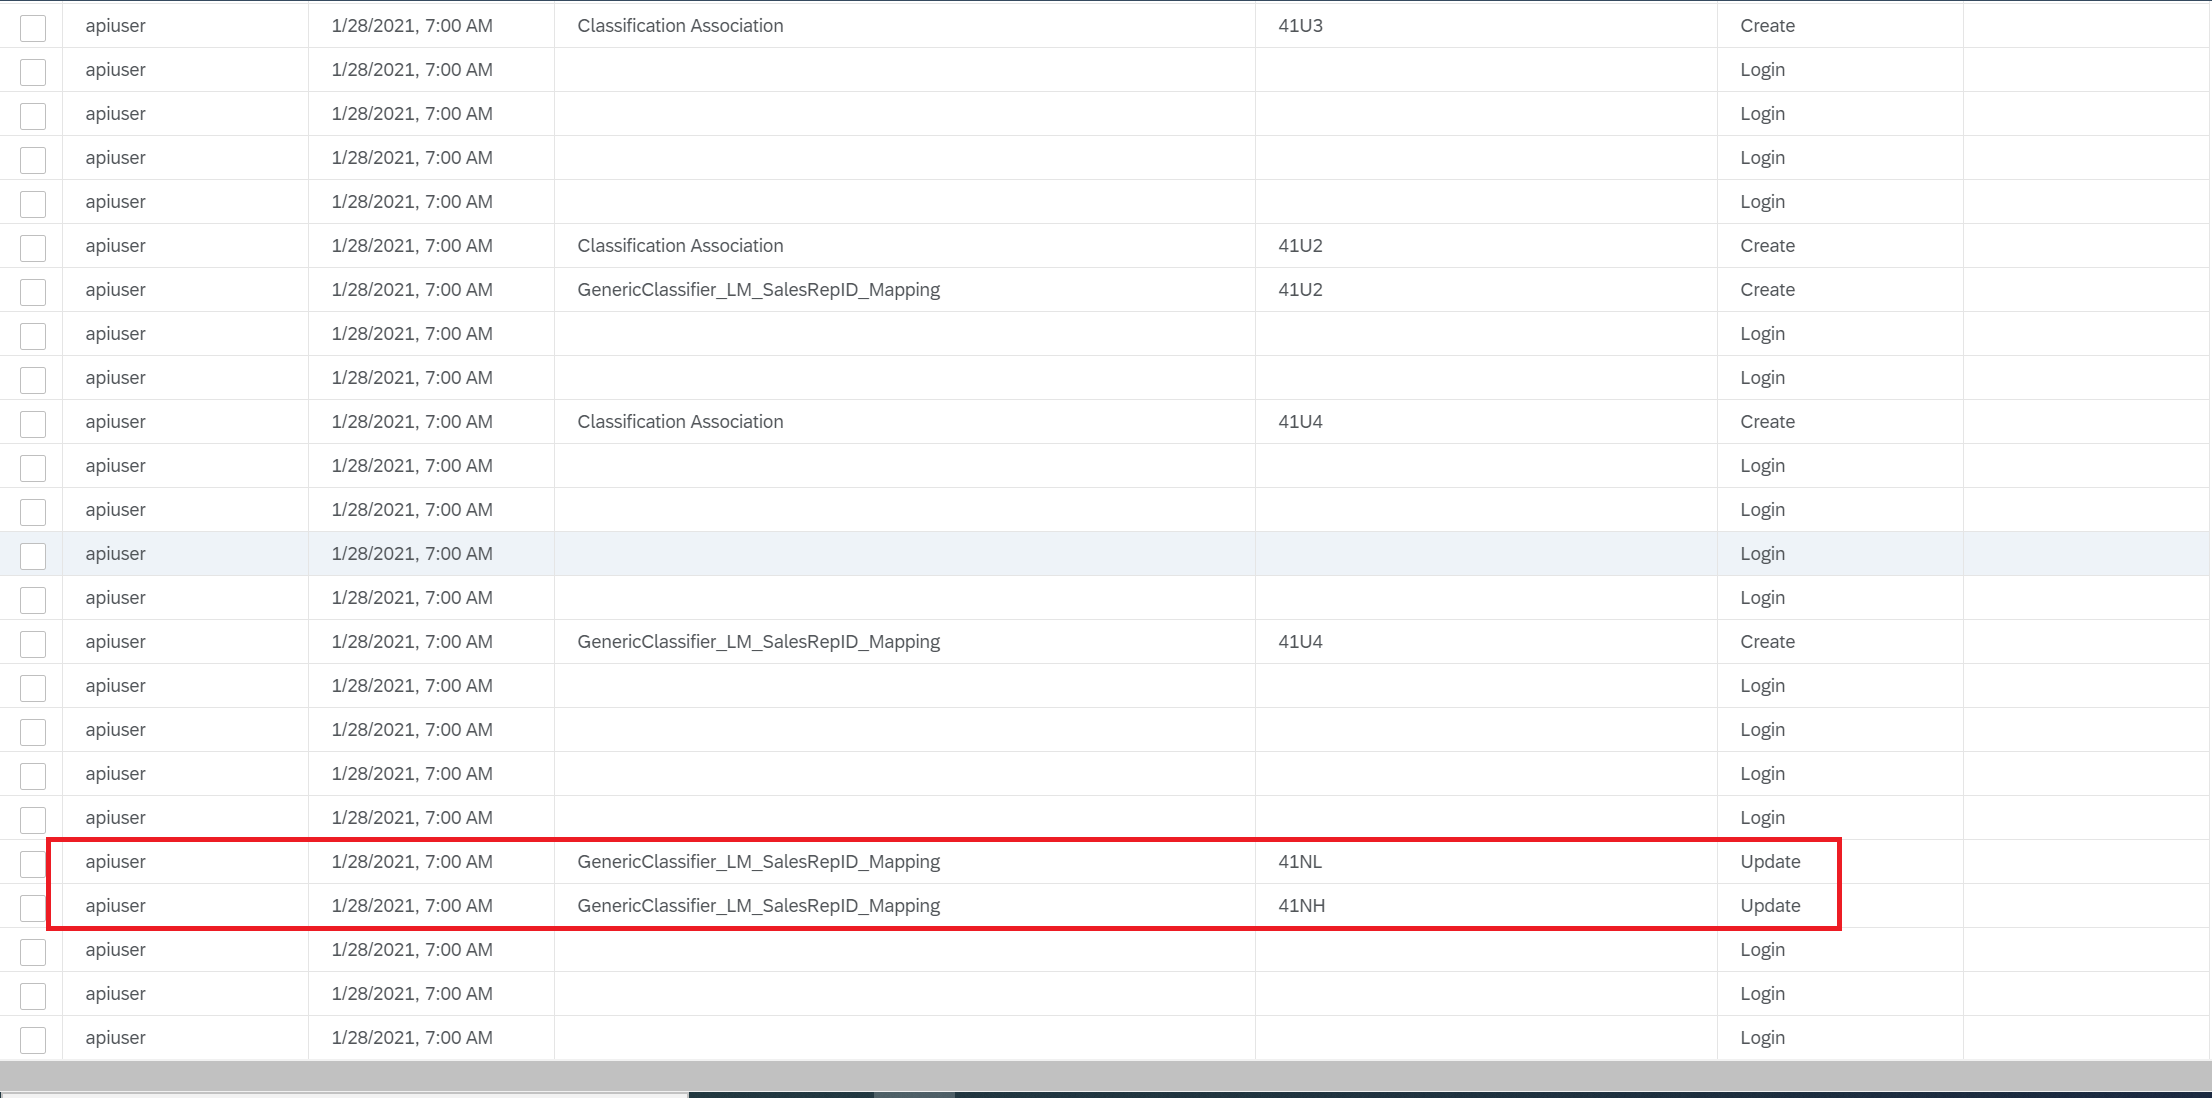 apiuser 1/28/2021, 7:00 AM Classification Association 41U3 Create
apiuser 1/28/2021, 7:00 AM Login
apiuser 1/28/2021, 7:00 AM Login
apiuser 1/28/2021, 7:00 AM Login
apiuser 1/28/2021, 7:00 AM Login
apiuser 1/28/2021, 7:00 AM Classification Association 41U2 Create
apiuser 1/28/2021, 7:00 AM GenericClassifier_LM_SalesRepID_Mapping 41U2 Create
apiuser 1/28/2021, 7:00 AM Login
apiuser 1/28/2021, 7:00 AM Login
apiuser 1/28/2021, 7:00 AM Classification Association 41U4 Create
apiuser 1/28/2021, 7:00 AM Login
apiuser 1/28/2021, 7:00 AM Login
apiuser 1/28/2021, 7:00 AM Login
apiuser 1/28/2021, 7:00 AM Login
apiuser 1/28/2021, 7:00 AM GenericClassifier_LM_SalesRepID_Mapping 41U4 Create
apiuser 1/28/2021, 7:00 AM Login
apiuser 1/28/2021, 7:00 AM Login
apiuser 1/28/2021, 7:00 AM Login
apiuser 1/28/2021, 7:00 AM Login
apiuser 1/28/2021, 7:00 AM GenericClassifier_LM_SalesRepID_Mapping 41NL Update
apiuser 1/28/2021, 7:00 AM GenericClassifier_LM_SalesRepID_Mapping 41NH Update
apiuser 1/28/2021, 7:00 AM Login
apiuser 1/28/2021, 7:00 AM Login
apiuser 1/28/2021, 7:00 AM Login